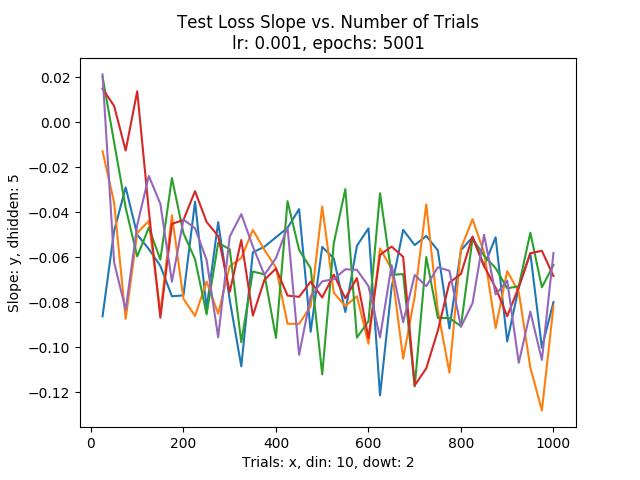 Test Loss Slope vs. Number of Trials
lr: 0.001, epochs: 5001
0.02
0.00
−0.02
−0.04
−0.06
−0.08
−0.10
−0.12
Slope: y, dhidden: 5
0 200 400 600 800 1000
Trials: x, din: 10, dowt: 2